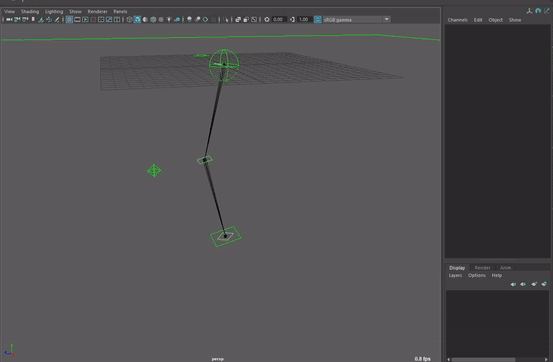 View Shading Lighting Show Renderer Panels
0.00 1.00 sRGB gamma
Channels Edit Object Show
Display Render Anim
Layers Options Help
persp
0.8 fps